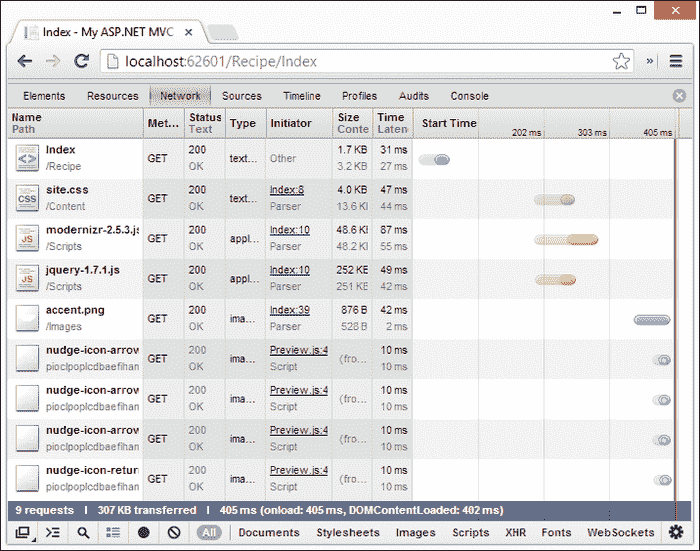 Index - My ASP.NET MVC
localhost:62601/Recipe/Index
Elements Resources Network Sources Timeline Profiles Audits Console
Name Path Met... Status Text Type Initiator Size Conte Time Laten Start Time 202 ms 303 ms 405 ms
Index GET 200 text... Other 1.7 KB 31 ms
/Recipe OK 3.2 KB 27 ms
site.css GET 200 text... Index:8 4.0 KB 47 ms
/Content OK Parser 13.6 KI 44 ms
modernizr-2.5.3.js GET 200 appl... Index:10 48.6 KE 87 ms
/Scripts OK Parser 48.2 KE 55 ms
jquery-1.7.1.js GET 200 appl... Index:10 252 KE 49 ms
/Scripts OK Parser 251 KE 42 ms
accent.png GET 200 ima... Index:39 876 B 42 ms
/Images OK Parser 528 B 2 ms
nudge-icon-arrow GET 200 ima... Preview.js:4 (fro... 10 ms
pioclpoplcdbaefihan OK Script 10 ms
nudge-icon-arrow GET 200 ima... Preview.js:4 (fro... 10 ms
pioclpoplcdbaefihan OK Script 10 ms
nudge-icon-arrow GET 200 ima... Preview.js:4 (fro... 10 ms
pioclpoplcdbaefihan OK Script 10 ms
nudge-icon-retur GET 200 ima... Preview.js:4 (fro... 10 ms
pioclpoplcdbaefihan OK Script 10 ms
9 requests | 307 KB transferred | 405 ms (onload: 405 ms, DOMContentLoaded: 402 ms)
All Documents Stylesheets Images Scripts XHR Fonts WebSockets